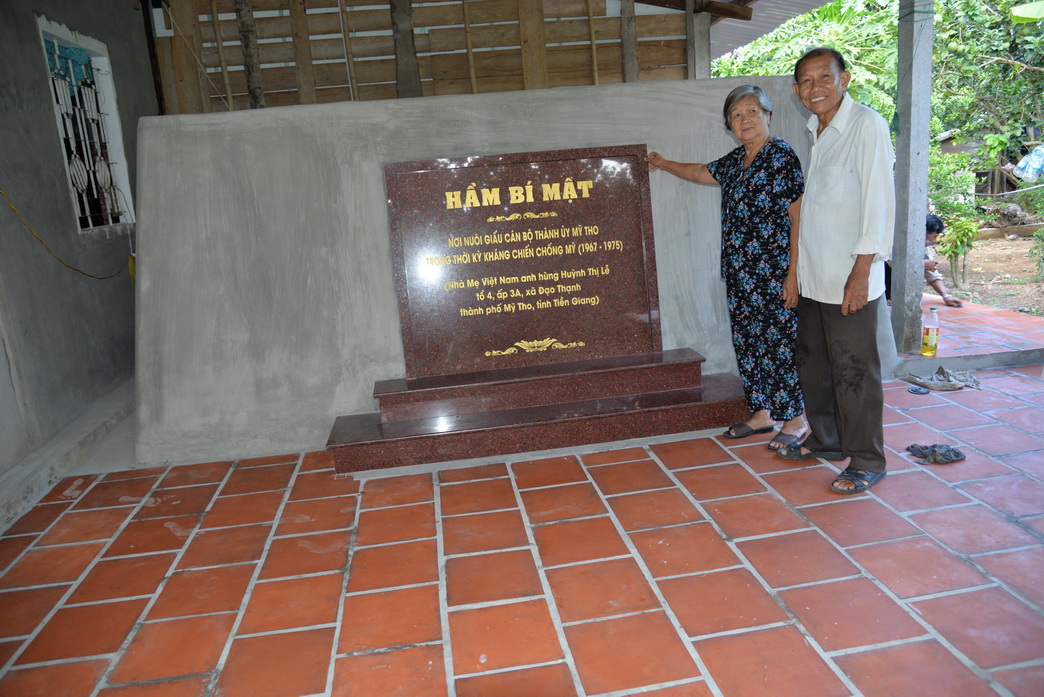 HẦM BÍ MẬT
NƠI NUÔI GIẤU CÁN BỘ THÀNH ỦY MỸ THO
TRONG THỜI KỲ KHÁNG CHIẾN CHỐNG MỸ (1967 - 1975)
(Nhà Mẹ Việt Nam anh hùng Huỳnh Thị Lễ
tổ 4, ấp 3A, xã Đạo Thạnh
thành phố Mỹ Tho, tỉnh Tiền Giang)